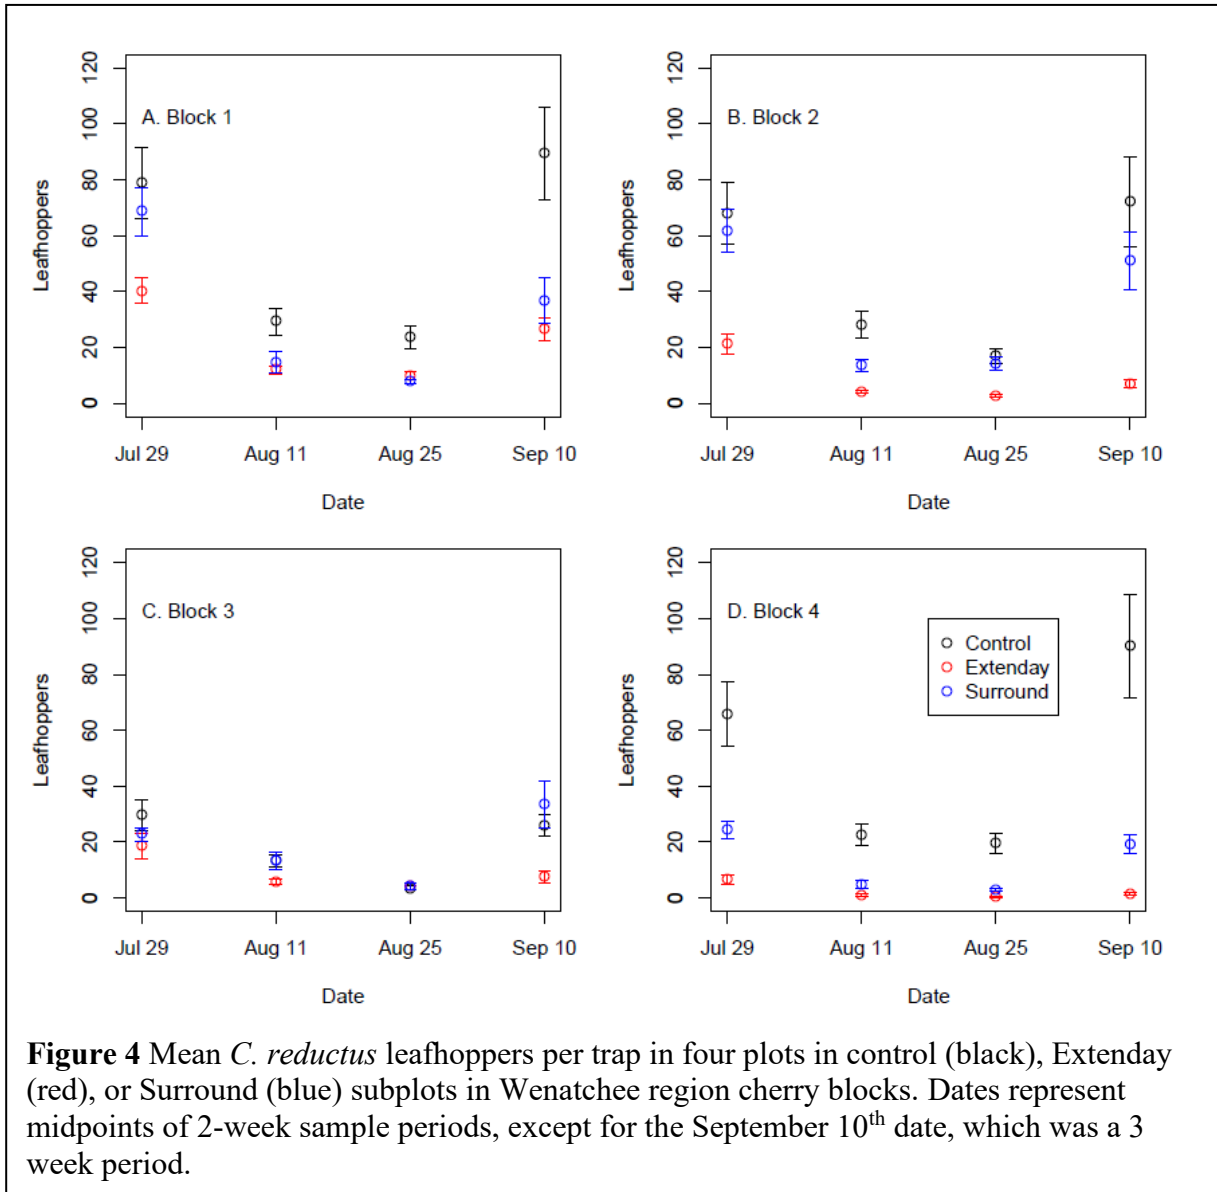 A. Block 1
120
100
80
60
40
20
0
Leafhoppers
Jul 29 Aug 11 Aug 25 Sep 10
Date
B. Block 2
120
100
80
60
40
20
0
Leafhoppers
Jul 29 Aug 11 Aug 25 Sep 10
Date
C. Block 3
120
100
80
60
40
20
0
Leafhoppers
Jul 29 Aug 11 Aug 25 Sep 10
Date
D. Block 4
120
100
80
60
40
20
0
Leafhoppers
Control
Extenday
Surround
Jul 29 Aug 11 Aug 25 Sep 10
Date
Figure 4 Mean C. reductus leafhoppers per trap in four plots in control (black), Extenday
(red), or Surround (blue) subplots in Wenatchee region cherry blocks. Dates represent
midpoints of 2-week sample periods, except for the September 10th date, which was a 3
week period.